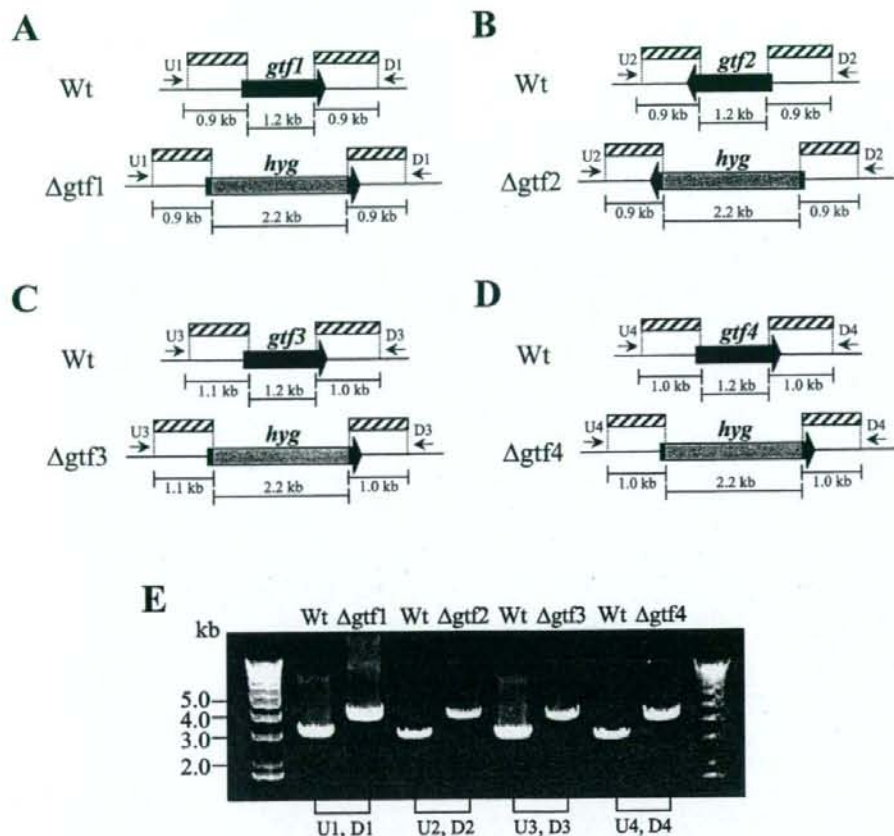 A
U1 gtf1 D1
Wt
0.9 kb 1.2 kb 0.9 kb
U1 hyg D1
Δgtf1
0.9 kb 2.2 kb 0.9 kb
B
U2 gtf2 D2
Wt
0.9 kb 1.2 kb 0.9 kb
U2 hyg D2
Δgtf2
0.9 kb 2.2 kb 0.9 kb
C
U3 gtf3 D3
Wt
1.1 kb 1.2 kb 1.0 kb
U3 hyg D3
Δgtf3
1.1 kb 2.2 kb 1.0 kb
D
U4 gtf4 D4
Wt
1.0 kb 1.2 kb 1.0 kb
U4 hyg D4
Δgtf4
1.0 kb 2.2 kb 1.0 kb
E
Wt Δgtf1 Wt Δgtf2 Wt Δgtf3 Wt Δgtf4
kb
5.0
4.0
3.0
2.0
U1, D1 U2, D2 U3, D3 U4, D4